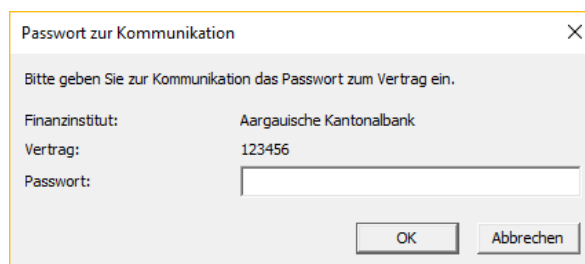 Passwort zur Kommunikation
Bitte geben Sie zur Kommunikation das Passwort zum Vertrag ein.
Finanzinstitut: Aargauische Kantonalbank
Vertrag: 123456
Passwort:
OK Abbrechen